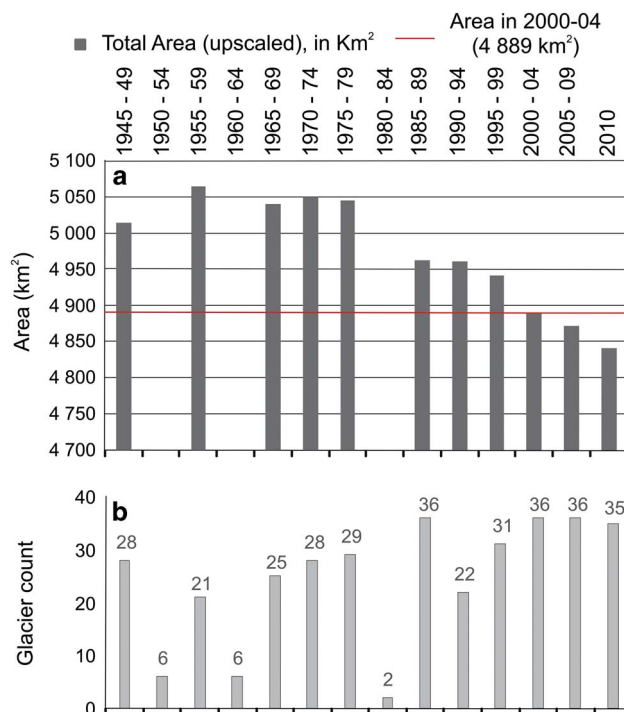 Total Area (upscaled), in Km²
Area in 2000-04
(4 889 km²)
1945 - 49
1950 - 54
1955 - 59
1960 - 64
1965 - 69
1970 - 74
1975 - 79
1980 - 84
1985 - 89
1990 - 94
1995 - 99
2000 - 04
2005 - 09
2010
a
Area (km²)
5 100
5 050
5 000
4 950
4 900
4 850
4 800
4 750
4 700
b
Glacier count
40
30
20
10
0
28
6
21
6
25
28
29
2
36
22
31
36
36
35